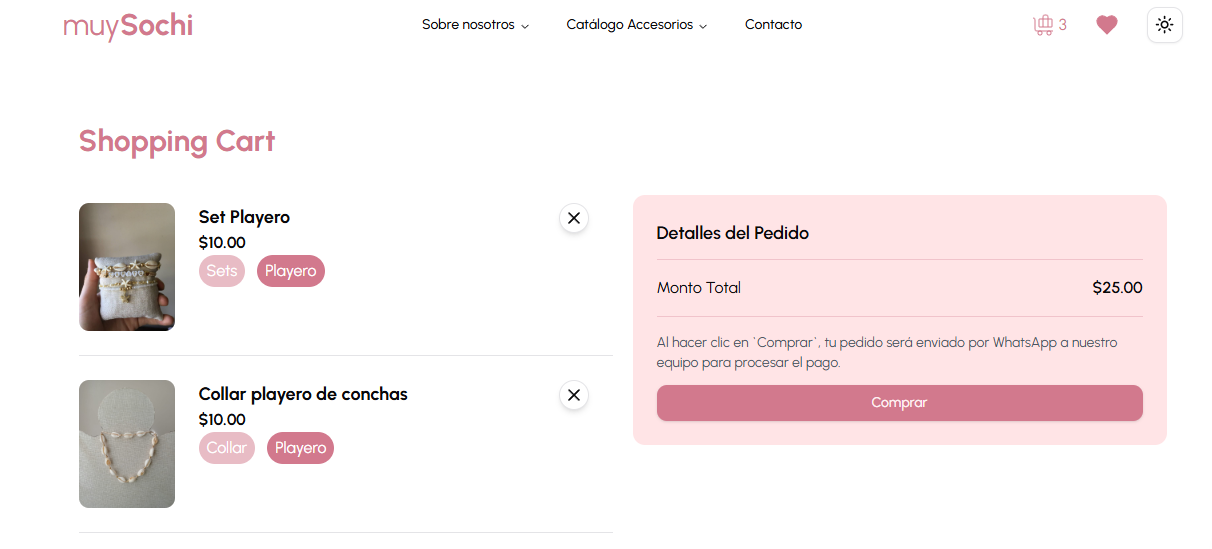 muySochi
Sobre nosotros
Catálogo Accesorios
Contacto
3
Shopping Cart
Set Playero
$10.00
Sets
Playero
Collar playero de conchas
$10.00
Collar
Playero
Detalles del Pedido
Monto Total
$25.00
Al hacer clic en `Comprar`, tu pedido será enviado por WhatsApp a nuestro
equipo para procesar el pago.
Comprar